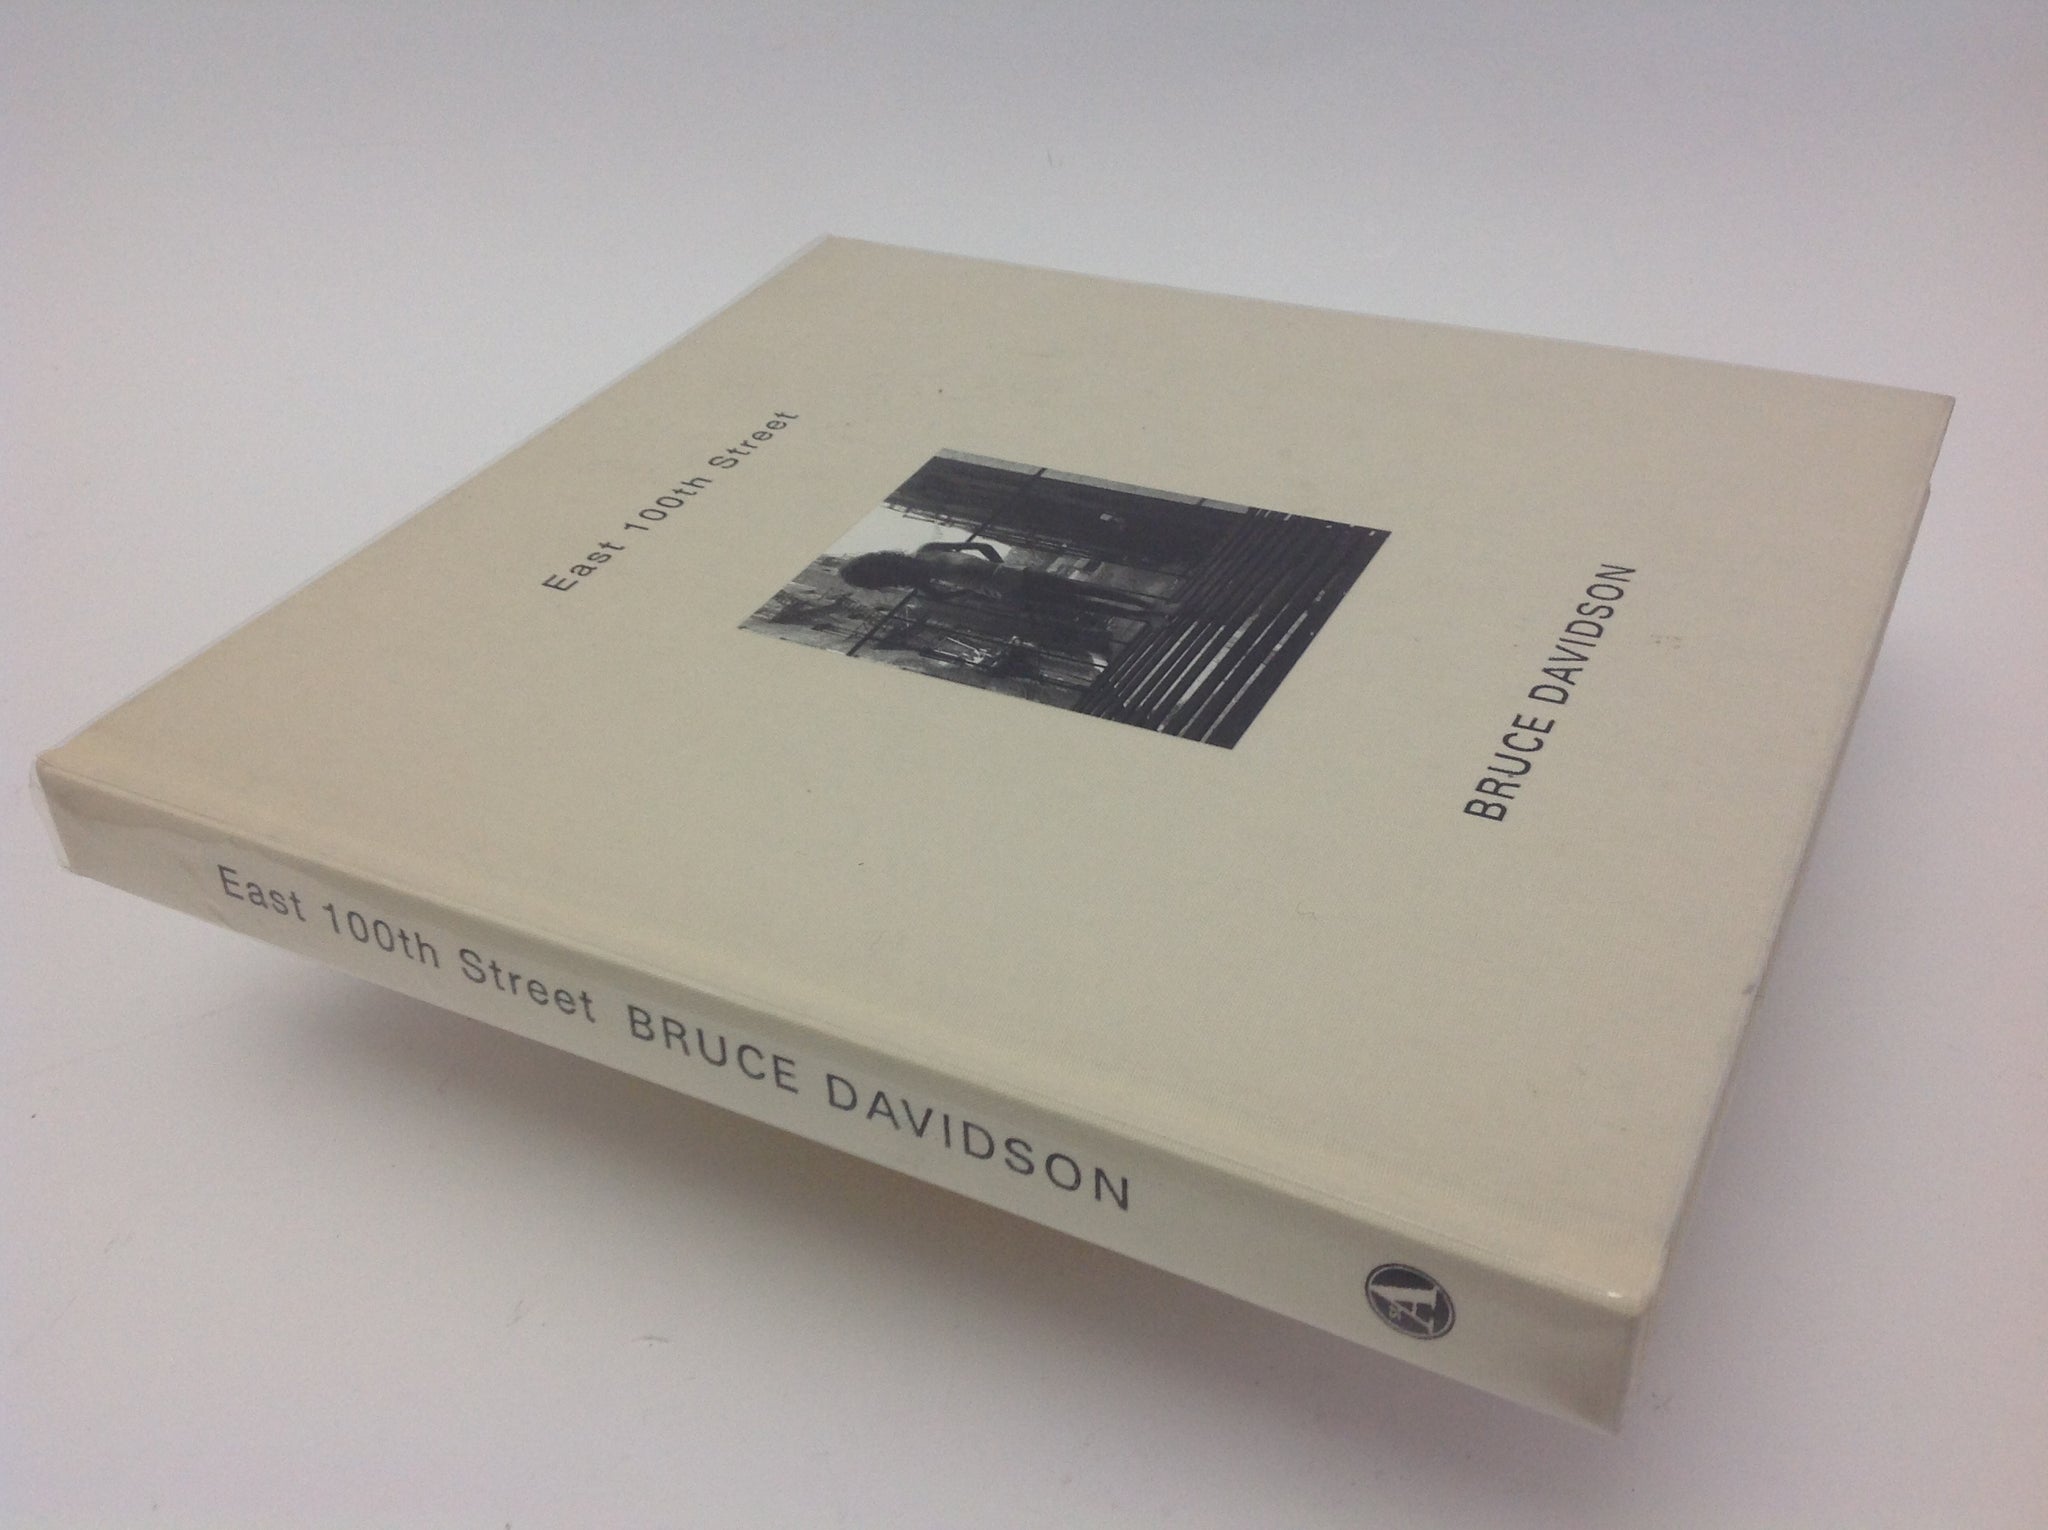 East 100th Street
BRUCE DAVIDSON
East 100th Street BRUCE DAVIDSON
A